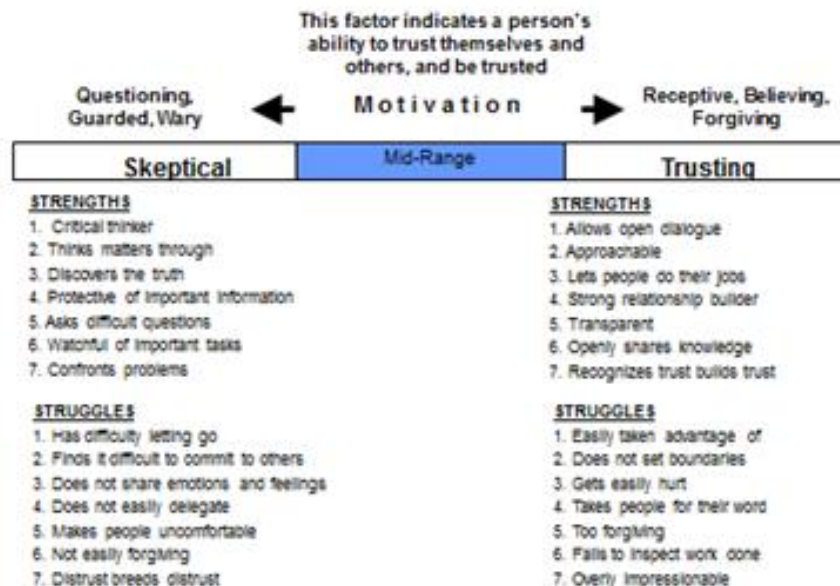 This factor indicates a person's
ability to trust themselves and
others, and be trusted
Questioning,
Guarded, Wary
Motivation
Receptive, Believing,
Forgiving
Skeptical
Mid-Range
Trusting
STRENGTHS
1. Critical thinker
2. Thinks matters through
3. Discovers the truth
4. Protective of important information
5. Asks difficult questions
6. Watchful of important tasks
7. Confronts problems
STRUGGLES
1. Has difficulty letting go
2. Finds it difficult to commit to others
3. Does not share emotions and feelings
4. Does not easily delegate
5. Makes people uncomfortable
6. Not easily forgiving
7. Distrust breeds distrust
STRENGTHS
1. Allows open dialogue
2. Approachable
3. Lets people do their jobs
4. Strong relationship builder
5. Transparent
6. Openly shares knowledge
7. Recognizes trust builds trust
STRUGGLES
1. Easily taken advantage of
2. Does not set boundaries
3. Gets easily hurt
4. Takes people for their word
5. Too forgiving
6. Fails to inspect work done
7. Overly impressionable